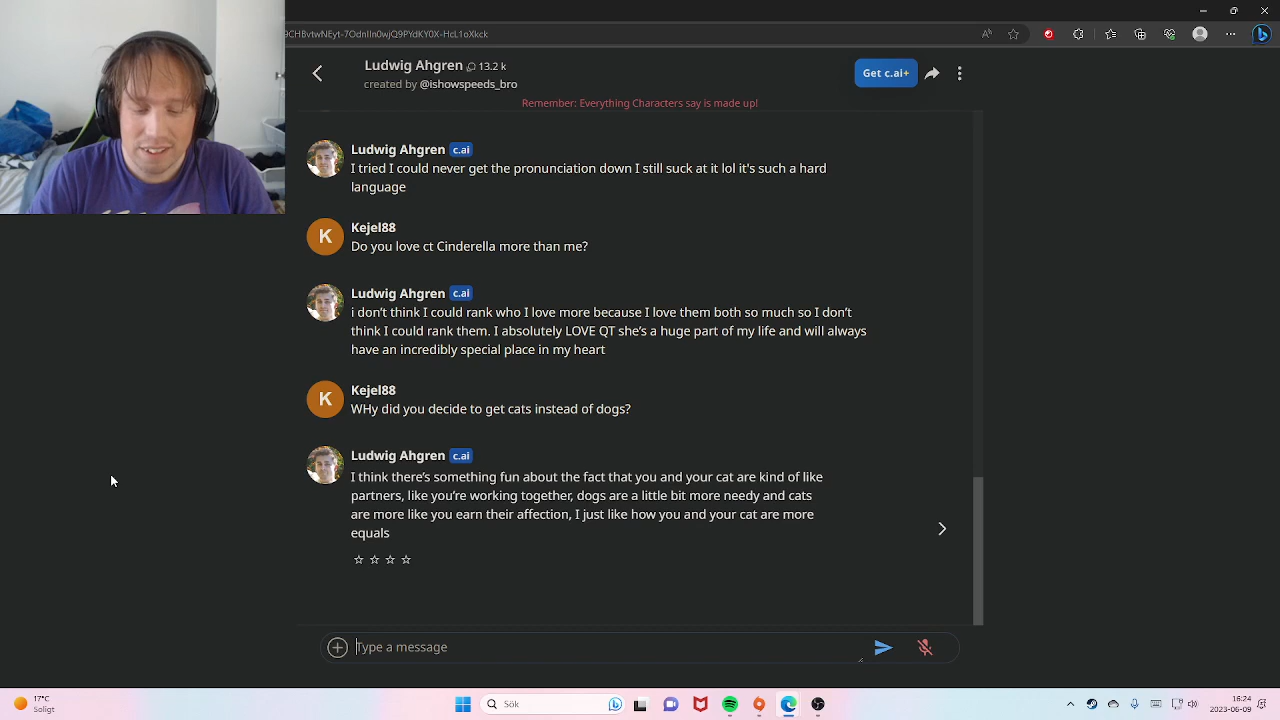 9CHBvtwNEyt-7OdnIln0wjQ9PYdKY0X-HcL1oXkck
Ludwig Ahgren 13.2 k
created by @ishowspeeds_bro
Get c.ai+
Remember: Everything Characters say is made up!
Ludwig Ahgren c.ai
I tried I could never get the pronunciation down I still suck at it lol it's such a hard
language
K
Kejel88
Do you love ct Cinderella more than me?
Ludwig Ahgren c.ai
i don't think I could rank who I love more because I love them both so much so I don't
think I could rank them. I absolutely LOVE QT she's a huge part of my life and will always
have an incredibly special place in my heart
K
Kejel88
WHy did you decide to get cats instead of dogs?
Ludwig Ahgren c.ai
I think there's something fun about the fact that you and your cat are kind of like
partners, like you're working together, dogs are a little bit more needy and cats
are more like you earn their affection, I just like how you and your cat are more
equals
Type a message
17°C
Soligt
Sök
16:24
2023-06-09